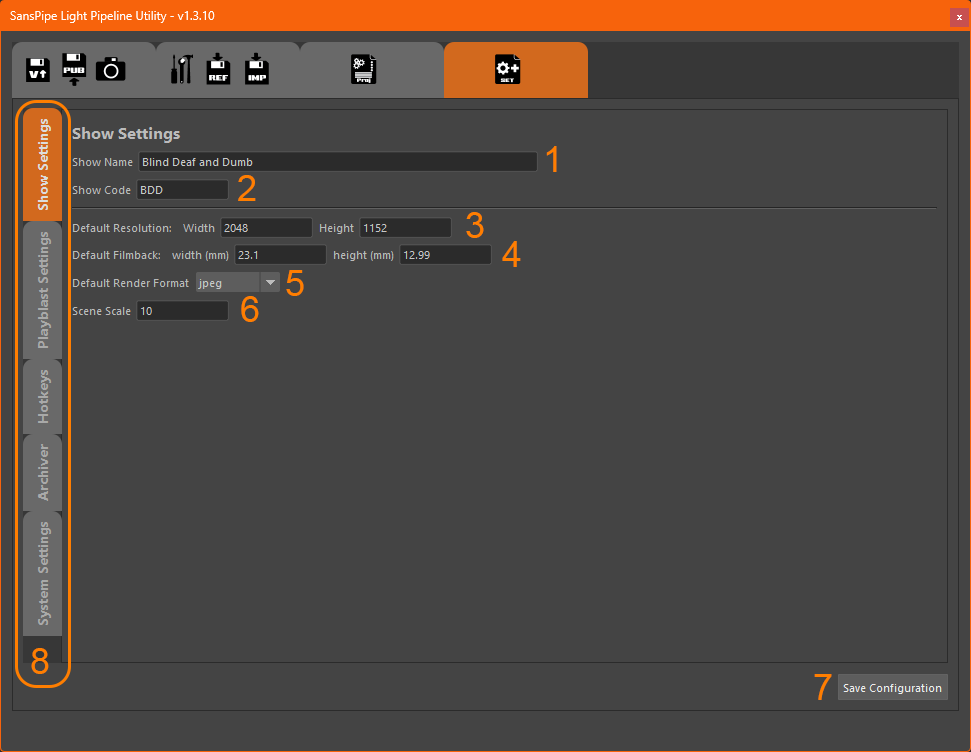 SansPipe Light Pipeline Utility - v1.3.10
x
V↑ PUB REF IMP Proj SET
Show Settings
Playblast Settings
Hotkeys
Archiver
System Settings
8
Show Settings
Show Name Blind Deaf and Dumb 1
Show Code BDD 2
Default Resolution: Width 2048 Height 1152 3
Default Filmback: width (mm) 23.1 height (mm) 12.99 4
Default Render Format jpeg 5
Scene Scale 10 6
7 Save Configuration